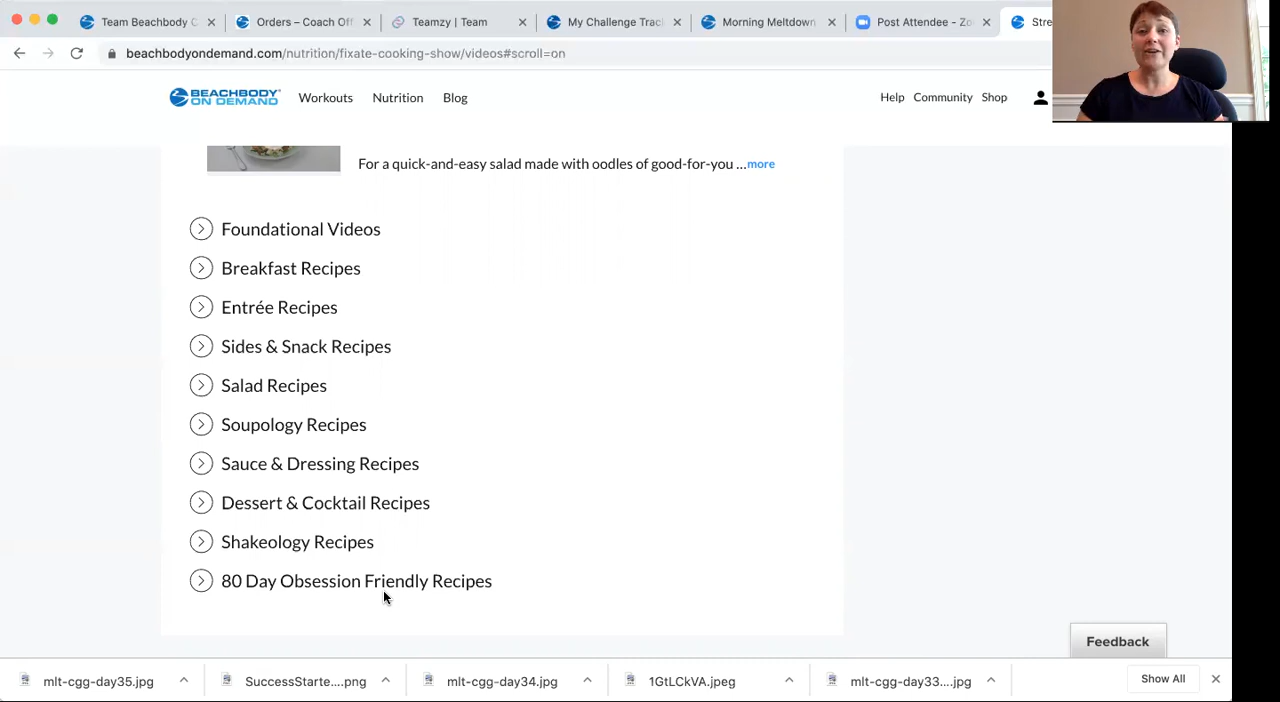 Team Beachbody C
Orders – Coach Off
Teamzy | Team
My Challenge Trac
Morning Meltdown
Post Attendee - Zo
Stre
beachbodyondemand.com/nutrition/fixate-cooking-show/videos#scroll=on
BEACHBODY ON DEMAND
Workouts
Nutrition
Blog
Help
Community
Shop
For a quick-and-easy salad made with oodles of good-for-you ...more
Foundational Videos
Breakfast Recipes
Entrée Recipes
Sides & Snack Recipes
Salad Recipes
Soupology Recipes
Sauce & Dressing Recipes
Dessert & Cocktail Recipes
Shakeology Recipes
80 Day Obsession Friendly Recipes
Feedback
mlt-cgg-day35.jpg
SuccessStarte....png
mlt-cgg-day34.jpg
1GtLCkVA.jpeg
mlt-cgg-day33....jpg
Show All